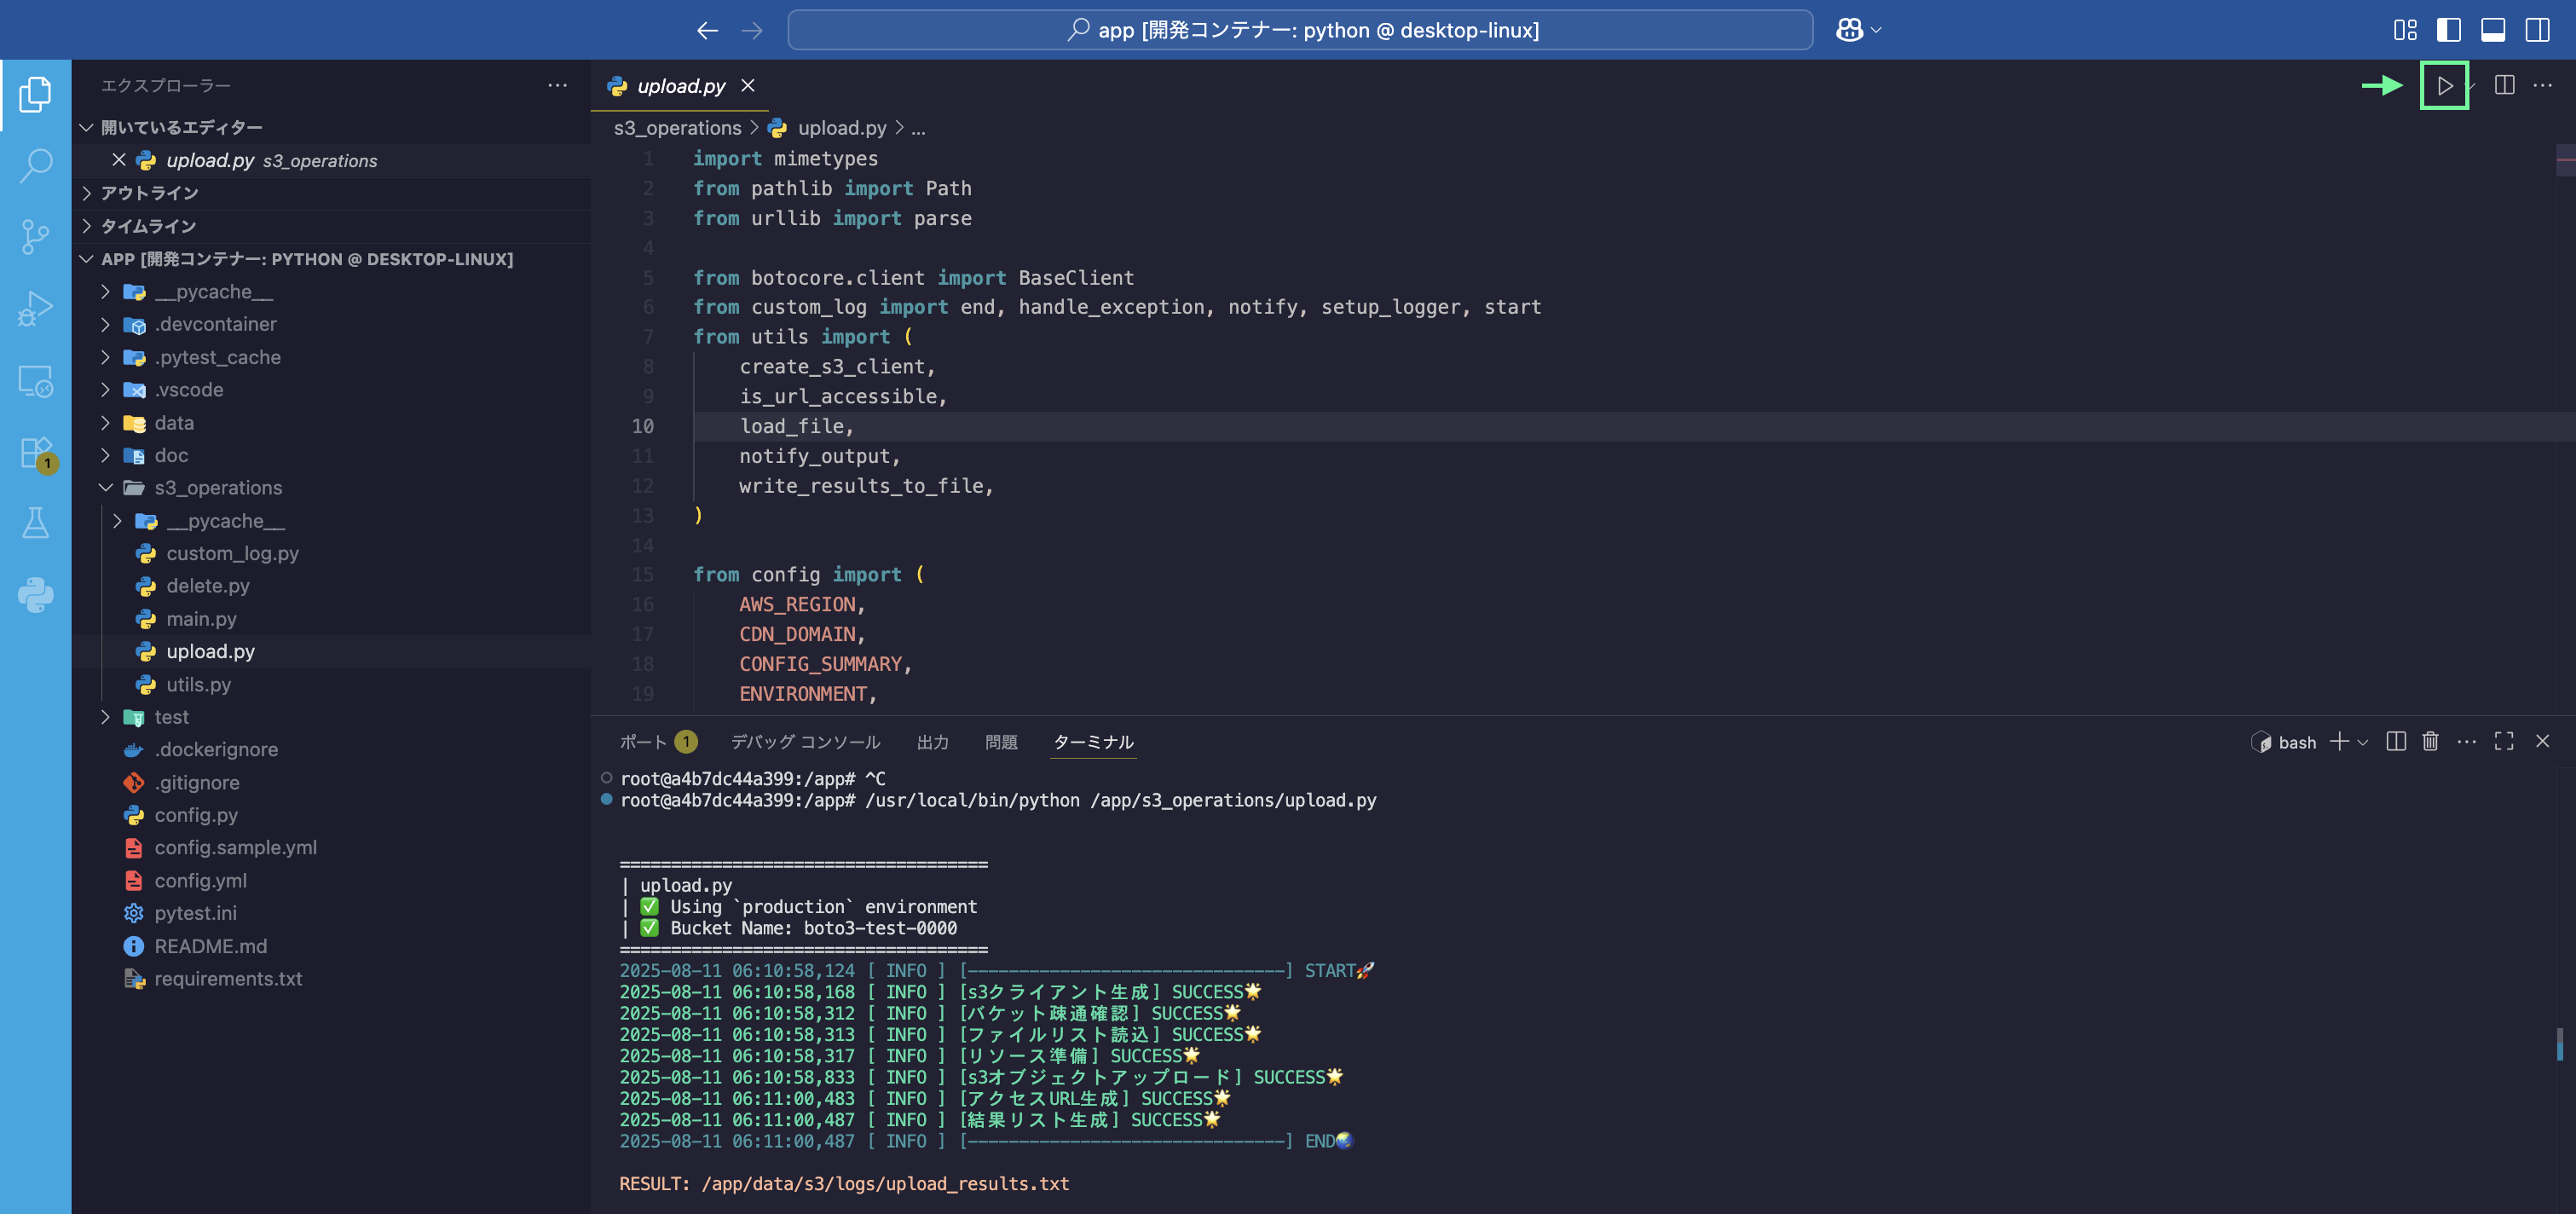 app [開発コンテナー: python @ desktop-linux]
エクスプローラー
開いているエディター
upload.py s3_operations
アウトライン
タイムライン
APP [開発コンテナー: PYTHON @ DESKTOP-LINUX]
__pycache__
.devcontainer
.pytest_cache
.vscode
data
doc
s3_operations
__pycache__
custom_log.py
delete.py
main.py
upload.py
utils.py
test
.dockerignore
.gitignore
config.py
config.sample.yml
config.yml
pytest.ini
README.md
requirements.txt
1
upload.py
s3_operations > upload.py > ...
1 import mimetypes
2 from pathlib import Path
3 from urllib import parse
4
5 from botocore.client import BaseClient
6 from custom_log import end, handle_exception, notify, setup_logger, start
7 from utils import (
8 create_s3_client,
9 is_url_accessible,
10 load_file,
11 notify_output,
12 write_results_to_file,
13 )
14
15 from config import (
16 AWS_REGION,
17 CDN_DOMAIN,
18 CONFIG_SUMMARY,
19 ENVIRONMENT,
ポート 1 デバッグ コンソール 出力 問題 ターミナル
bash
root@a4b7dc44a399:/app# ^C
root@a4b7dc44a399:/app# /usr/local/bin/python /app/s3_operations/upload.py
====================================
| upload.py
| ✅ Using `production` environment
| ✅ Bucket Name: boto3-test-0000
====================================
2025-08-11 06:10:58,124 [ INFO ] [-------------------------------] START🚀
2025-08-11 06:10:58,168 [ INFO ] [s3クライアント生成] SUCCESS🌟
2025-08-11 06:10:58,312 [ INFO ] [バケット疎通確認] SUCCESS🌟
2025-08-11 06:10:58,313 [ INFO ] [ファイルリスト読込] SUCCESS🌟
2025-08-11 06:10:58,317 [ INFO ] [リソース準備] SUCCESS🌟
2025-08-11 06:10:58,833 [ INFO ] [s3オブジェクトアップロード] SUCCESS🌟
2025-08-11 06:11:00,483 [ INFO ] [アクセスURL生成] SUCCESS🌟
2025-08-11 06:11:00,487 [ INFO ] [結果リスト生成] SUCCESS🌟
2025-08-11 06:11:00,487 [ INFO ] [-------------------------------] END🌏
RESULT: /app/data/s3/logs/upload_results.txt